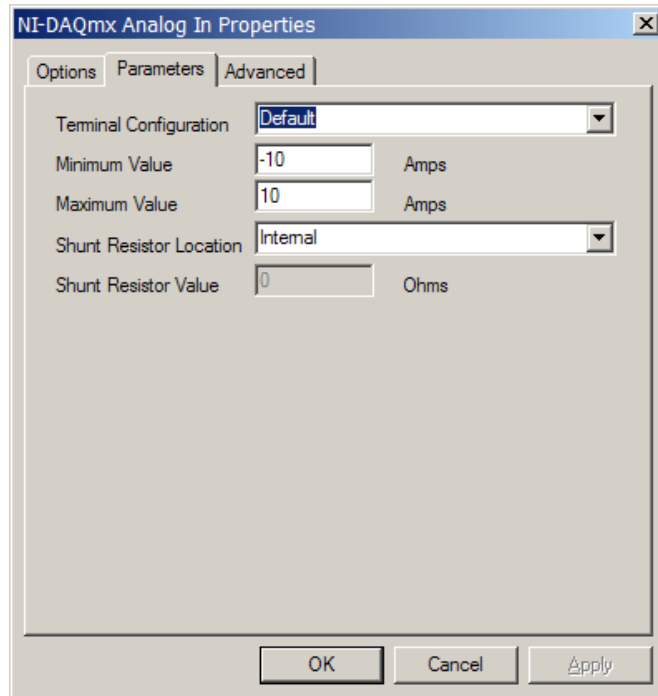 NI-DAQmx Analog In Properties
Options Parameters Advanced
Terminal Configuration Default
Minimum Value -10 Amps
Maximum Value 10 Amps
Shunt Resistor Location Internal
Shunt Resistor Value 0 Ohms
OK Cancel Apply